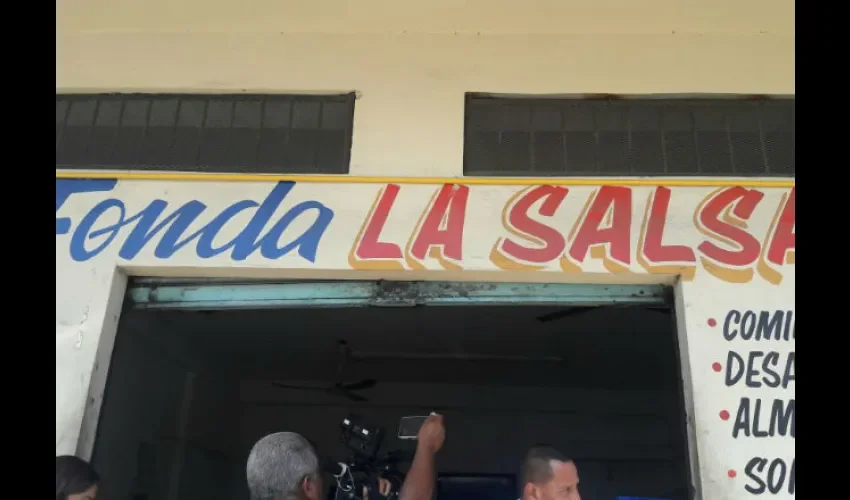 Fonda LA SALSA
• COMI
• DESA
• ALM
• SO